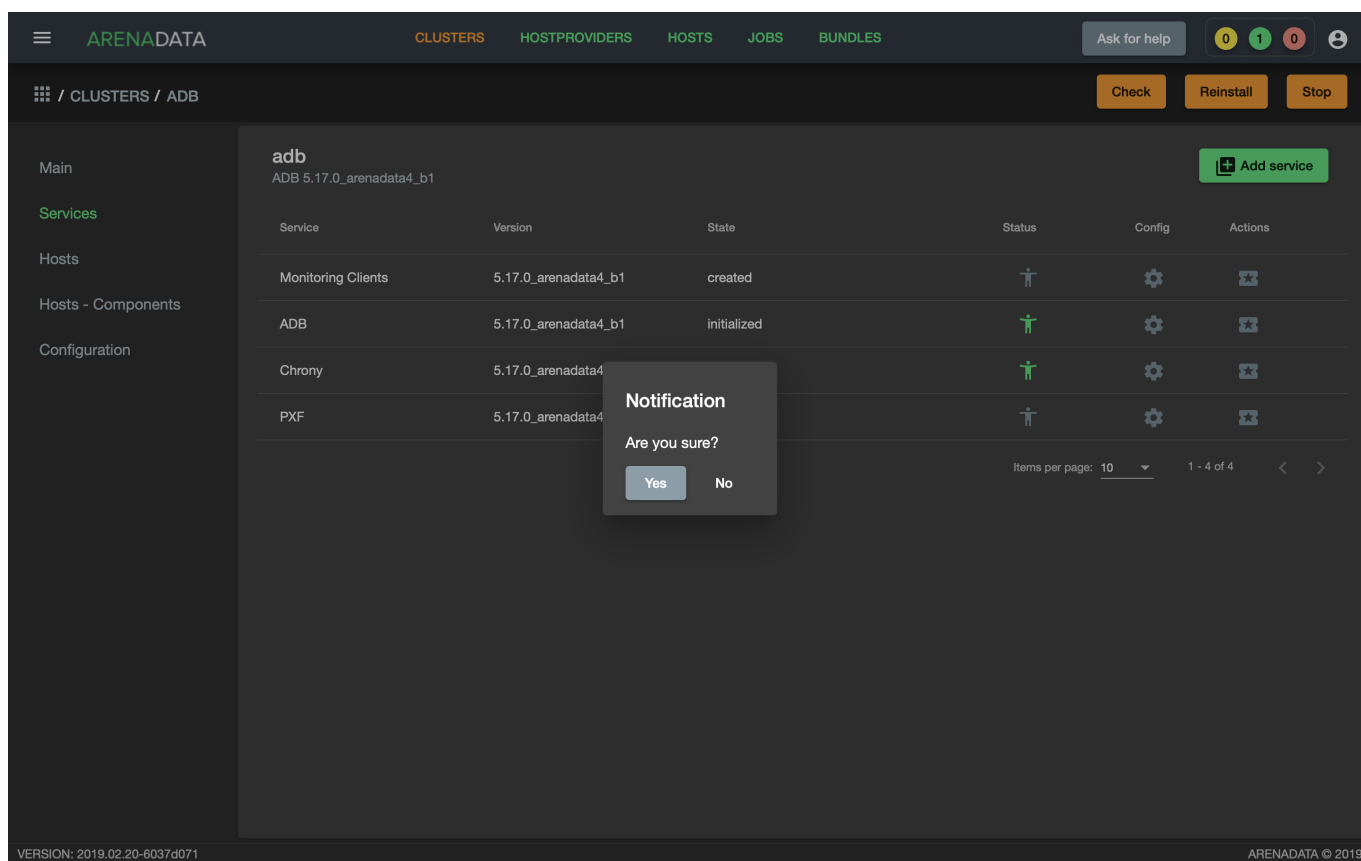 ARENADATA CLUSTERS HOSTPROVIDERS HOSTS JOBS BUNDLES Ask for help 0 1 0
/ CLUSTERS / ADB Check Reinstall Stop
Main
Services
Hosts
Hosts - Components
Configuration
adb
ADB 5.17.0_arenadata4_b1
Add service
Service Version State Status Config Actions
Monitoring Clients 5.17.0_arenadata4_b1 created
ADB 5.17.0_arenadata4_b1 initialized
Chrony 5.17.0_arenadata4
PXF 5.17.0_arenadata4
Notification
Are you sure?
Yes No
Items per page: 10 1 - 4 of 4
VERSION: 2019.02.20-6037d071 ARENADATA © 2019